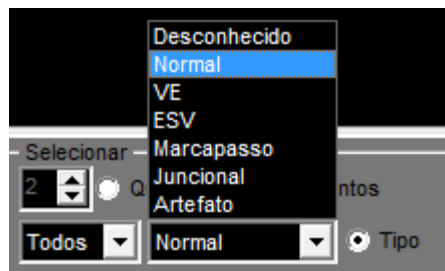 Desconhecido
Normal
VE
ESV
Marcapasso
Juncional
Artefato
Selecionar
2
Todos
Normal
Tipo